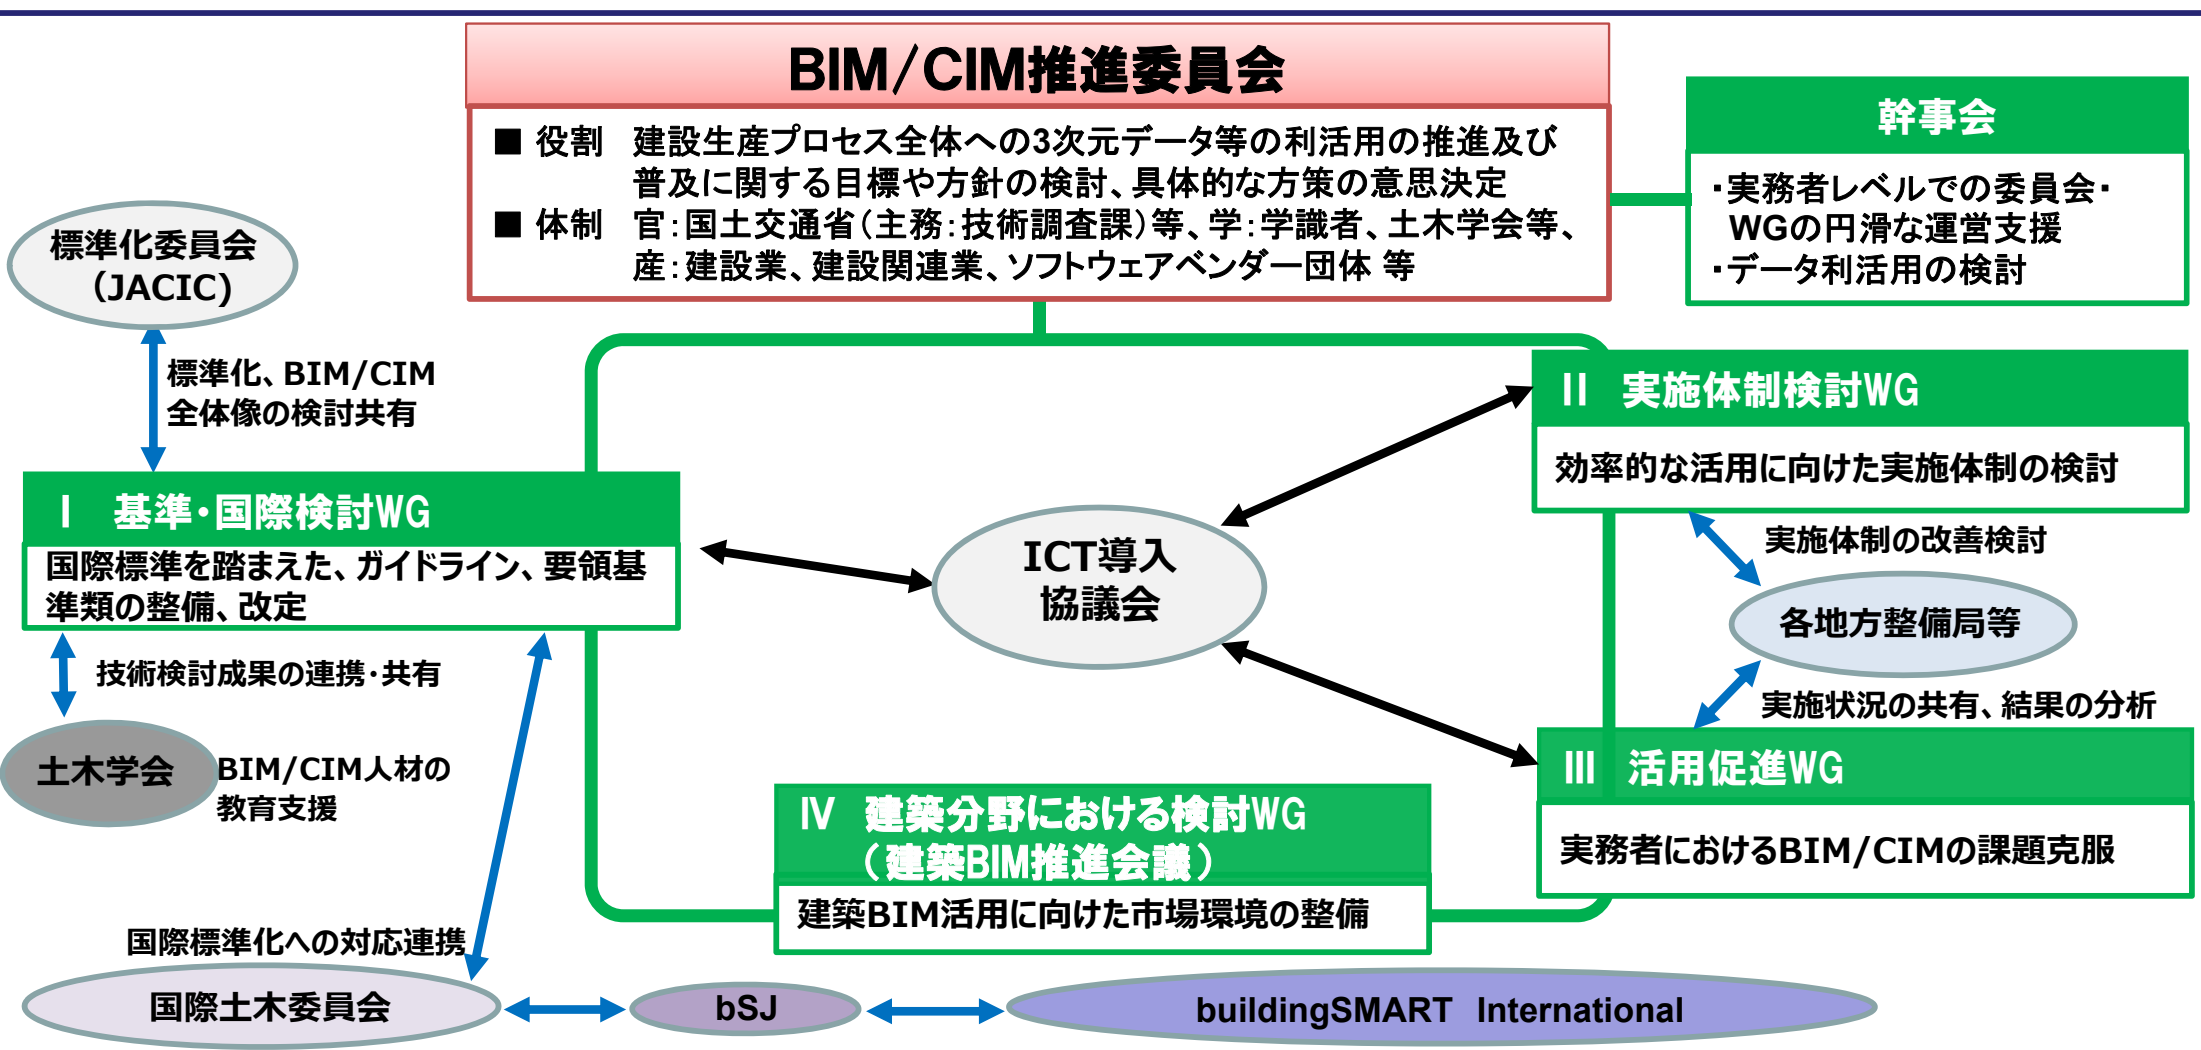 BIM/CIM推進委員会
■ 役割　建設生産プロセス全体への3次元データ等の利活用の推進及び
普及に関する目標や方針の検討、具体的な方策の意思決定
■ 体制　官：国土交通省（主務：技術調査課）等、学：学識者、土木学会等、
産：建設業、建設関連業、ソフトウェアベンダー団体 等
幹事会
・実務者レベルでの委員会・
WGの円滑な運営支援
・データ利活用の検討
標準化委員会
（JACIC)
標準化、BIM/CIM
全体像の検討共有
Ⅰ　基準・国際検討WG
国際標準を踏まえた、ガイドライン、要領基
準類の整備、改定
技術検討成果の連携・共有
土木学会
BIM/CIM人材の
教育支援
ICT導入
協議会
Ⅱ　実施体制検討WG
効率的な活用に向けた実施体制の検討
実施体制の改善検討
各地方整備局等
実施状況の共有、結果の分析
Ⅲ　活用促進WG
実務者におけるBIM/CIMの課題克服
Ⅳ　建築分野における検討WG
（建築BIM推進会議）
建築BIM活用に向けた市場環境の整備
国際標準化への対応連携
国際土木委員会
bSJ
buildingSMART　International